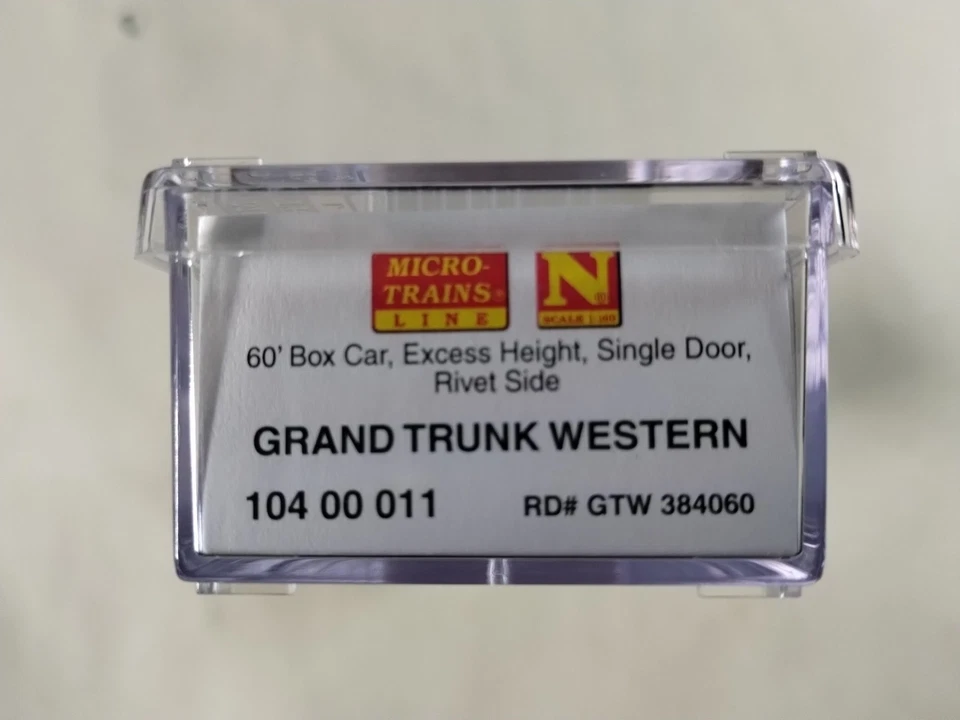 MICRO-
TRAINS®
LINE
N®
SCALE 1:160
60' Box Car, Excess Height, Single Door,
Rivet Side
GRAND TRUNK WESTERN
104 00 011 RD# GTW 384060